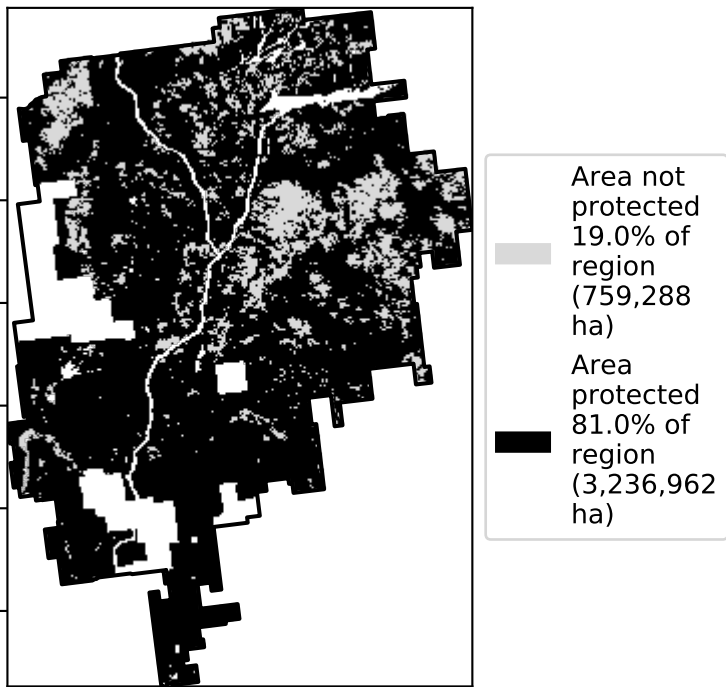 Area not
protected
19.0% of
region
(759,288
ha)
Area
protected
81.0% of
region
(3,236,962
ha)